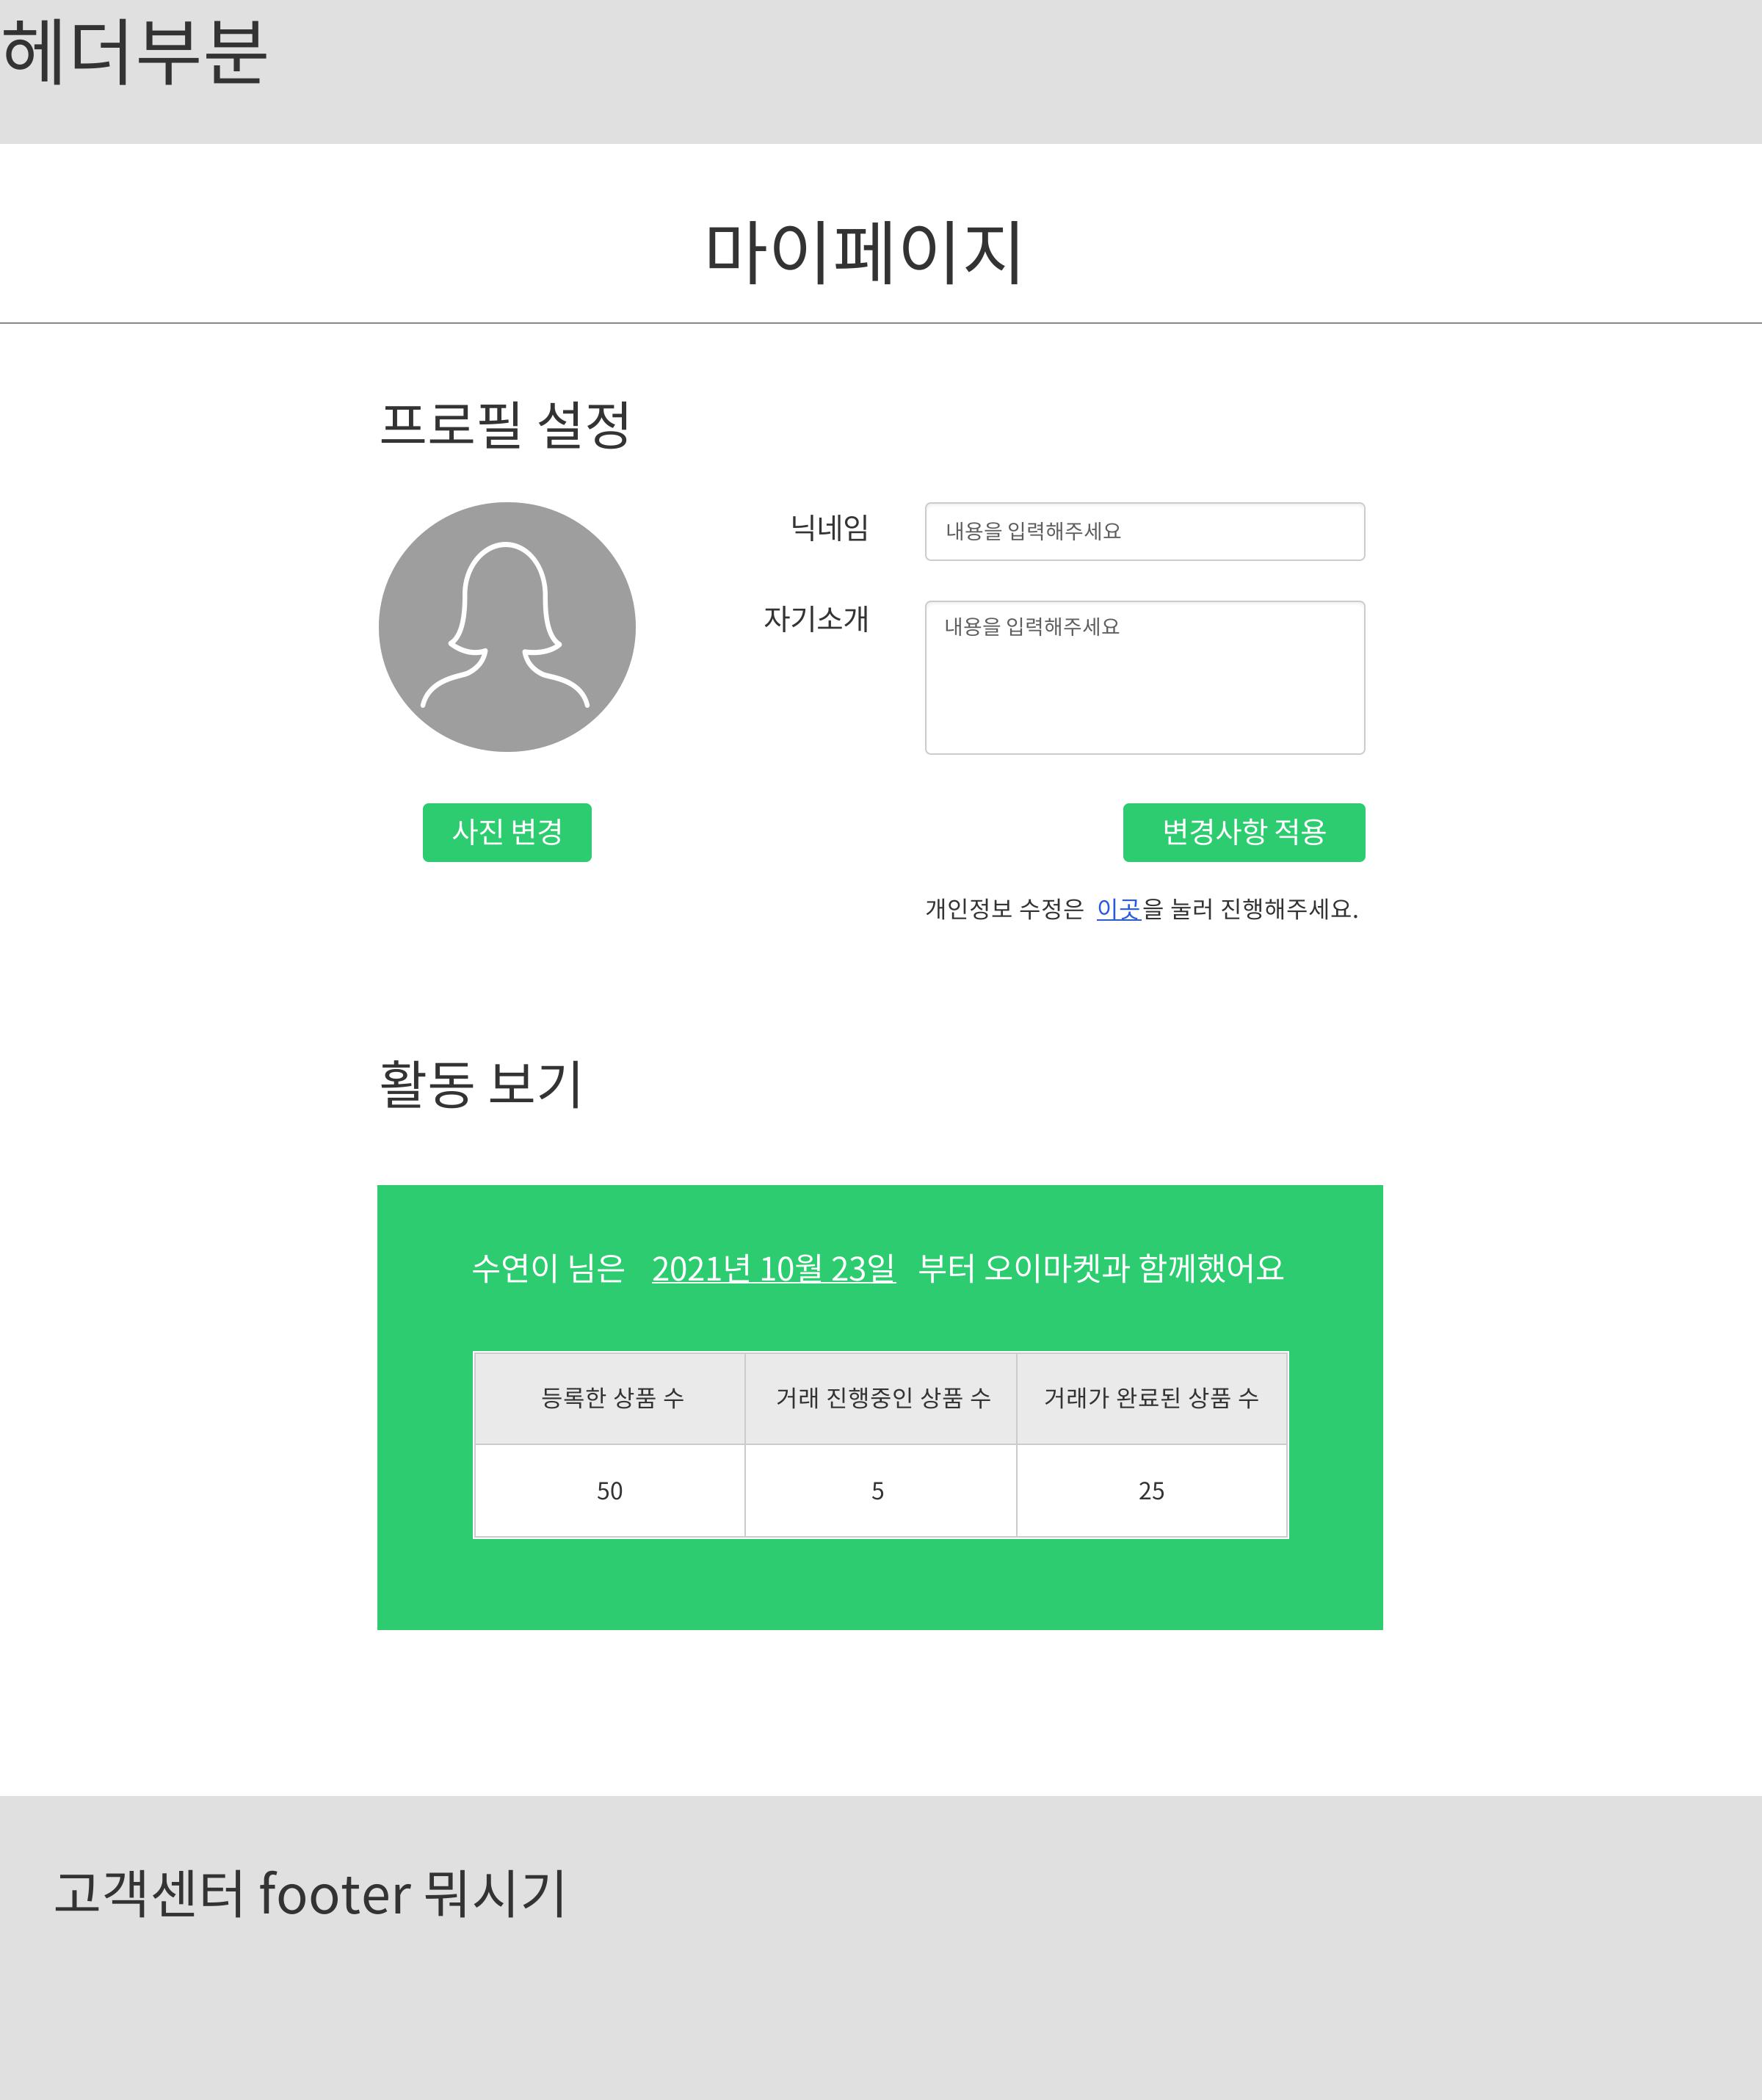 헤더부분
마이페이지
프로필 설정
닉네임
내용을 입력해주세요
자기소개
내용을 입력해주세요
사진 변경
변경사항 적용
개인정보 수정은 이곳을 눌러 진행해주세요.
활동 보기
수연이 님은 2021년 10월 23일 부터 오이마켓과 함께했어요
등록한 상품 수 거래 진행중인 상품 수 거래가 완료된 상품 수
50 5 25
고객센터 footer 뭐시기